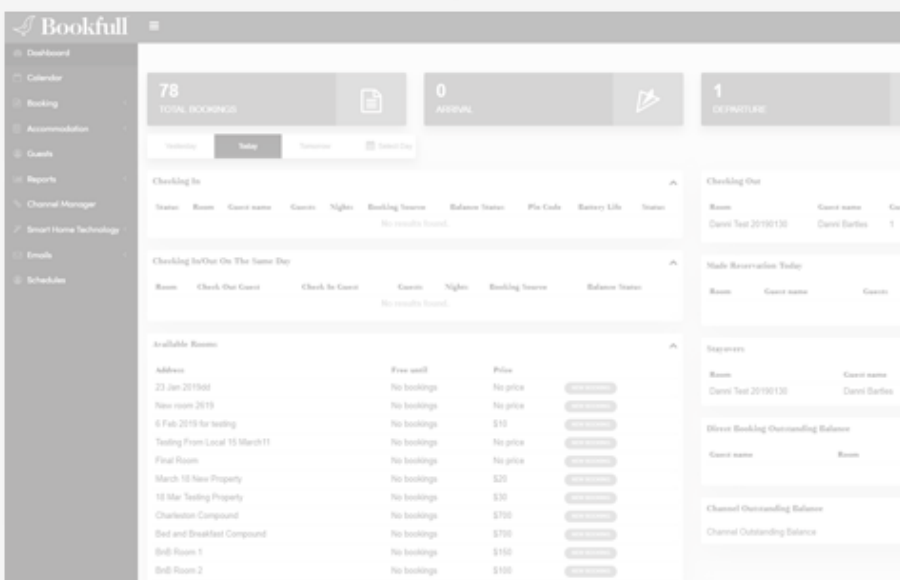 Bookfull
Dashboard
Calendar
Booking
Accommodation
Guests
Reports
Channel Manager
Smart Home Technology
Emails
Schedules
78
TOTAL BOOKINGS
0
ARRIVAL
1
DEPARTURE
Yesterday Today Tomorrow Select Day
Checking In
Status Room Guest name Guests Nights Booking Source Balance Status Pin Code Battery Life Status
No results found.
Checking In/Out On The Same Day
Room Check Out Guest Check In Guest Guests Nights Booking Source Balance Status
No results found.
Available Rooms
Address Free until Price
23 Jan 2019dd No bookings No price
New room 2619 No bookings No price
6 Feb 2019 for testing No bookings $10
Testing From Local 15 March11 No bookings No price
Final Room No bookings No price
March 18 New Property No bookings $20
18 Mar Testing Property No bookings $30
Charleston Compound No bookings $700
Bed and Breakfast Compound No bookings $700
BnB Room 1 No bookings $150
BnB Room 2 No bookings $150
Checking Out
Room Guest name
Danni Test 20190130 Danni Bartles 1
Made Reservation Today
Room Guest name Guests
Stayovers
Room Guest name
Danni Test 20190130 Danni Bartles
Direct Booking Outstanding Balance
Guest name Room
Channel Outstanding Balance
Channel Outstanding Balance